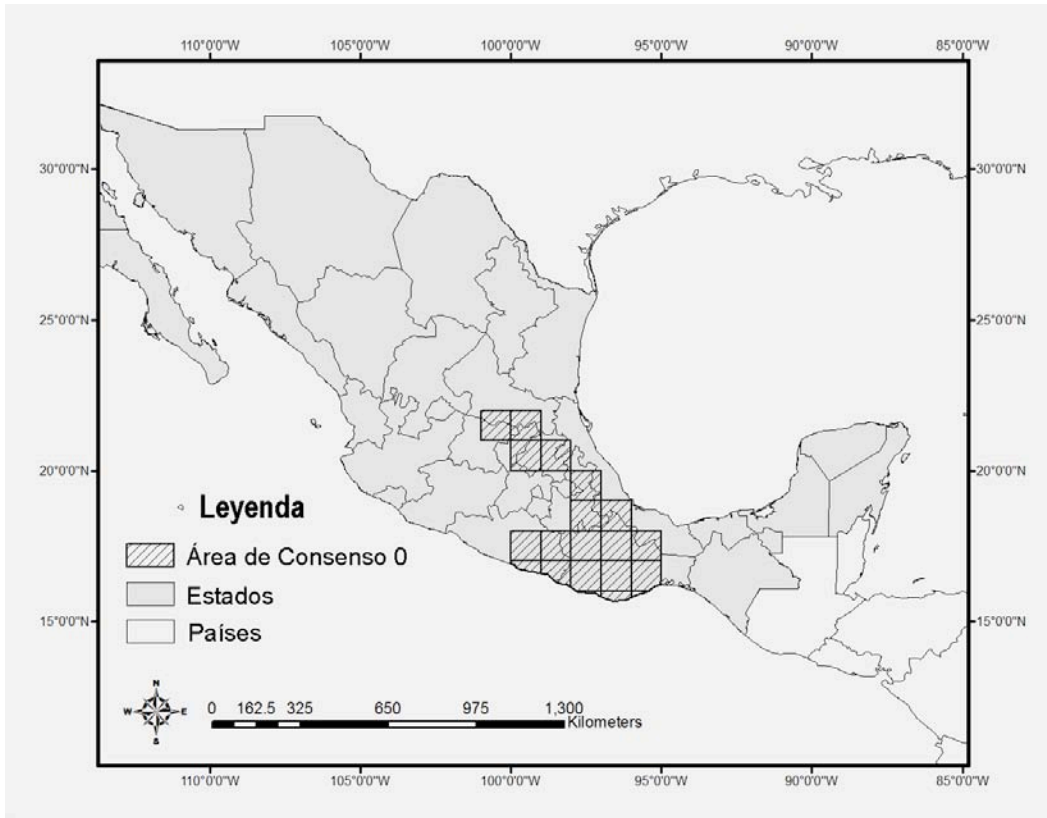 110°0'0"W 105°0'0"W 100°0'0"W 95°0'0"W 90°0'0"W 85°0'0"W
30°0'0"N 30°0'0"N
25°0'0"N 25°0'0"N
20°0'0"N 20°0'0"N
Leyenda
Área de Consenso 0
Estados
Países
15°0'0"N 15°0'0"N
N
W E
S
0 162.5 325 650 975 1,300
Kilometers
110°0'0"W 105°0'0"W 100°0'0"W 95°0'0"W 90°0'0"W 85°0'0"W